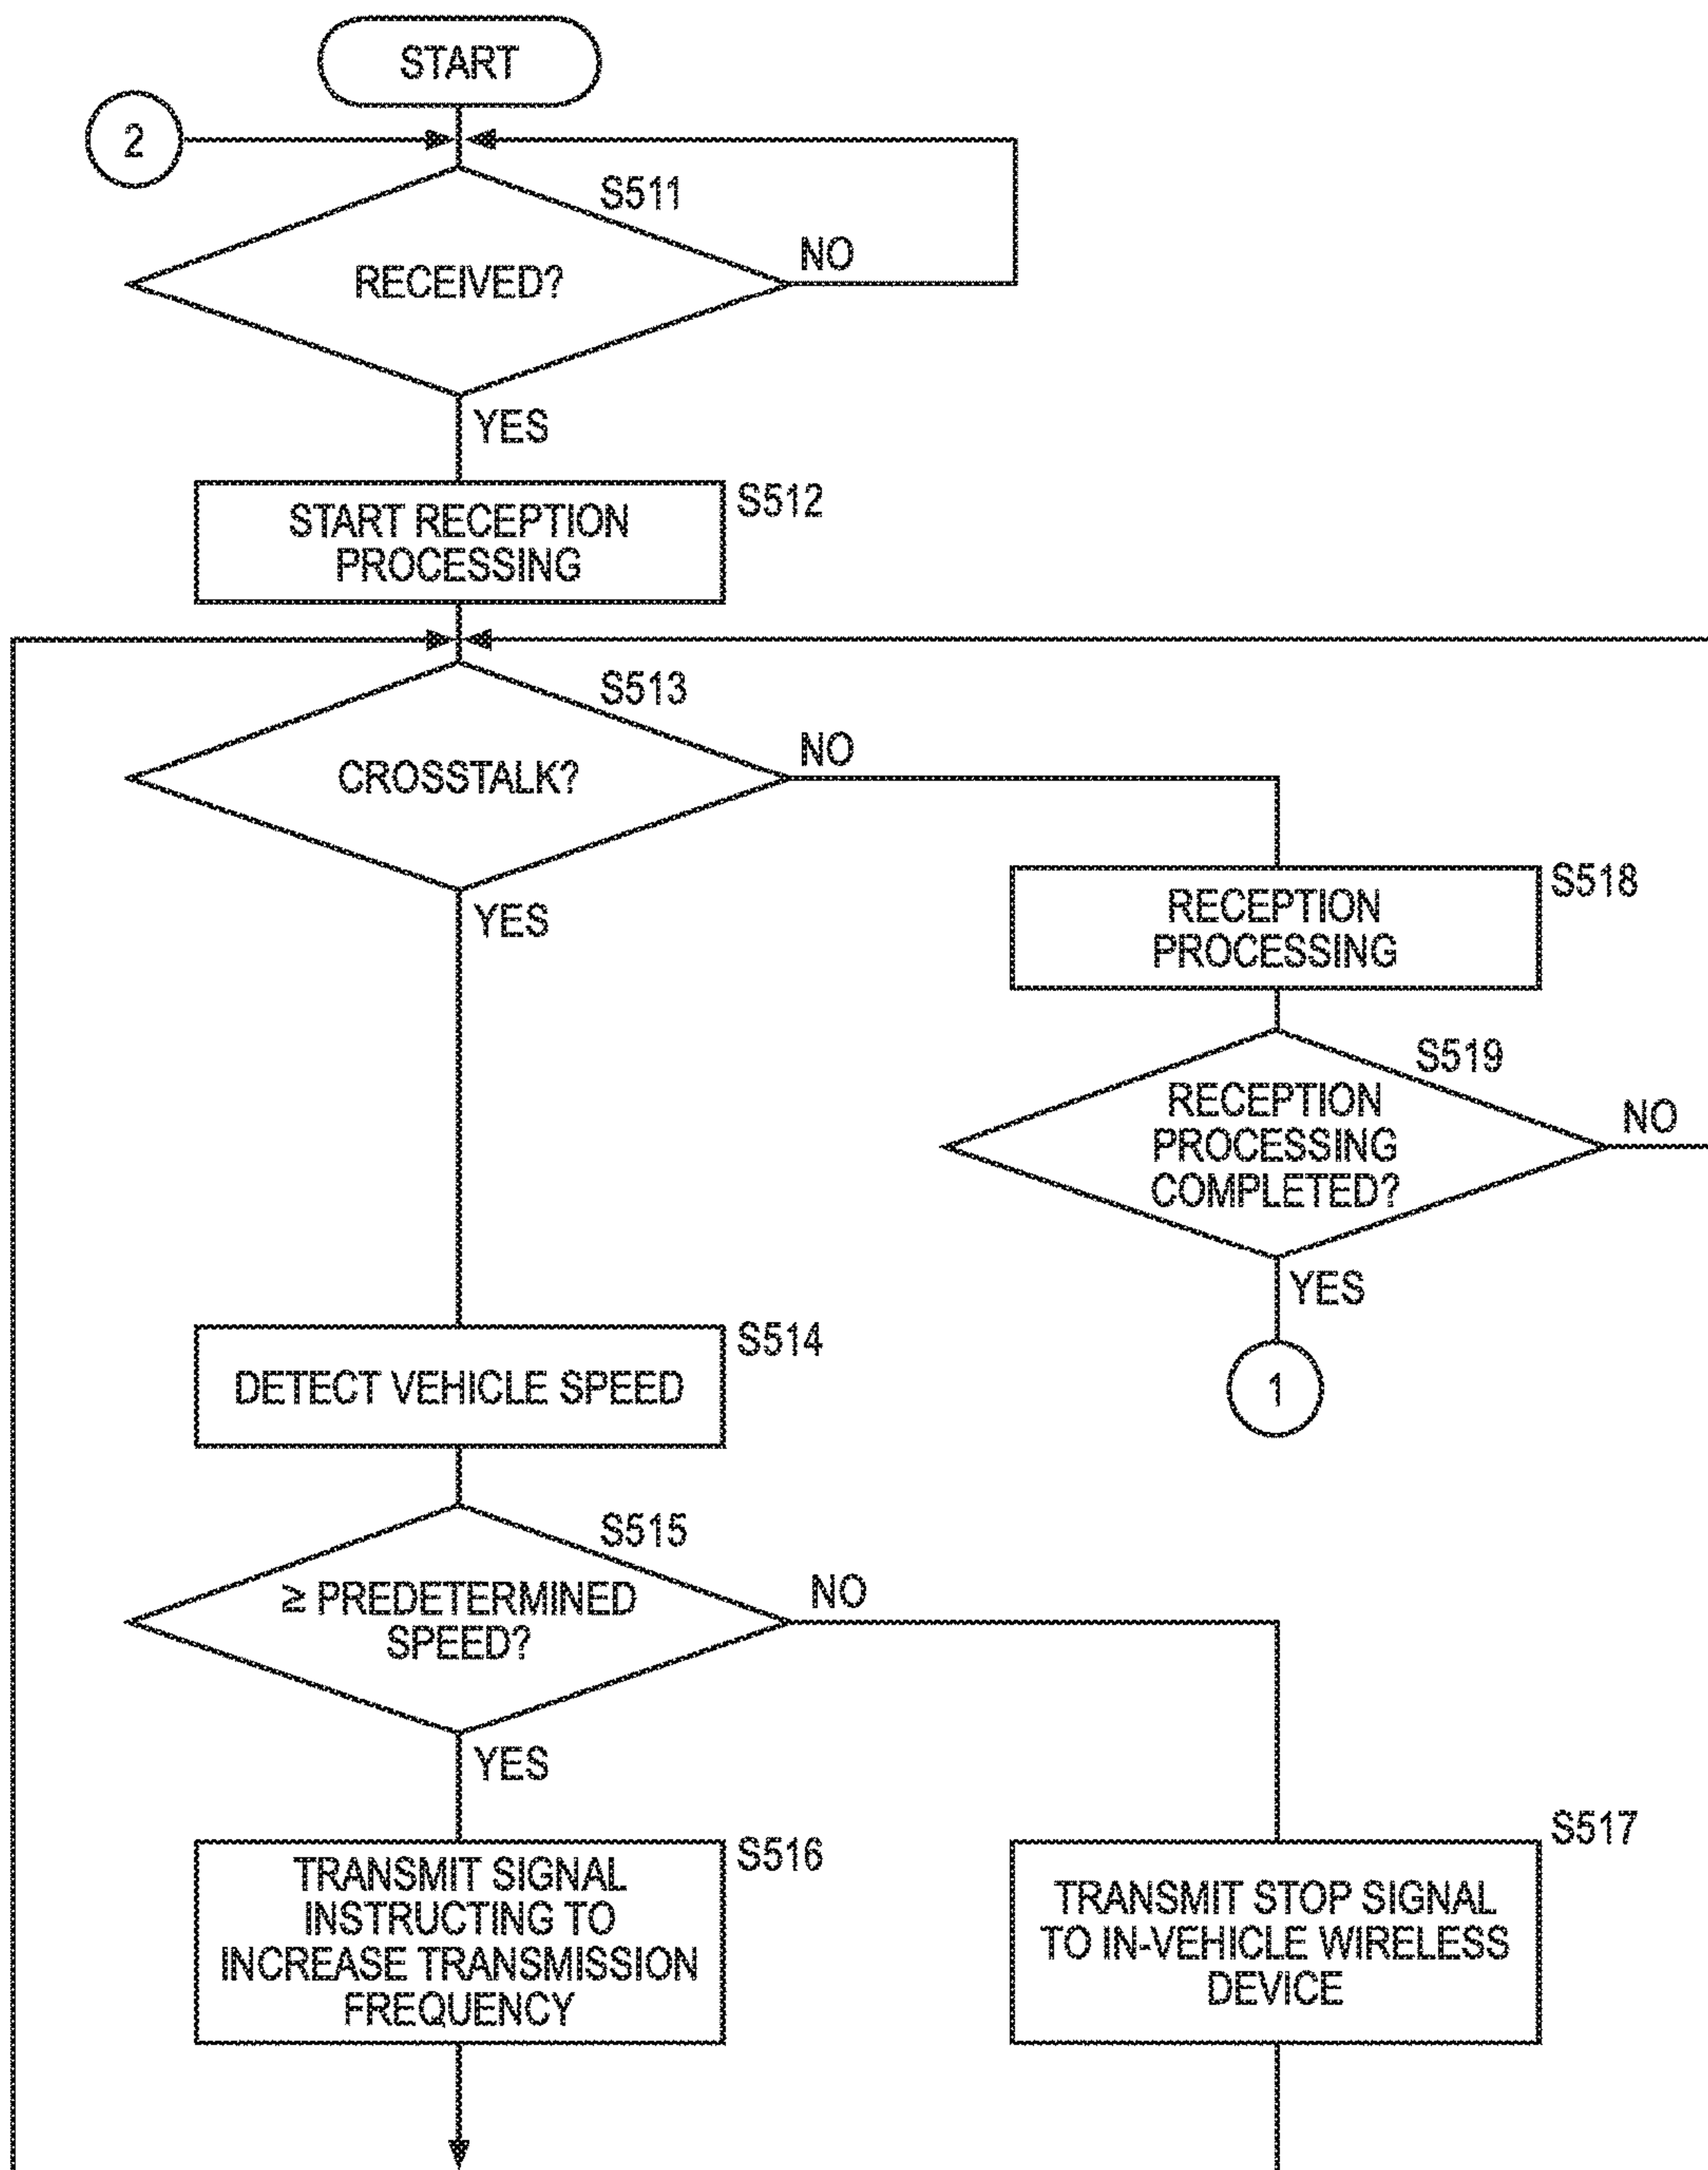 START
2
S511
RECEIVED?
NO
YES
S512
START RECEPTION
PROCESSING
S513
CROSSTALK?
NO
YES
S518
RECEPTION
PROCESSING
S519
RECEPTION
PROCESSING
COMPLETED?
NO
YES
1
S514
DETECT VEHICLE SPEED
S515
≥ PREDETERMINED
SPEED?
NO
YES
S516
TRANSMIT SIGNAL
INSTRUCTING TO
INCREASE TRANSMISSION
FREQUENCY
S517
TRANSMIT STOP SIGNAL
TO IN-VEHICLE WIRELESS
DEVICE